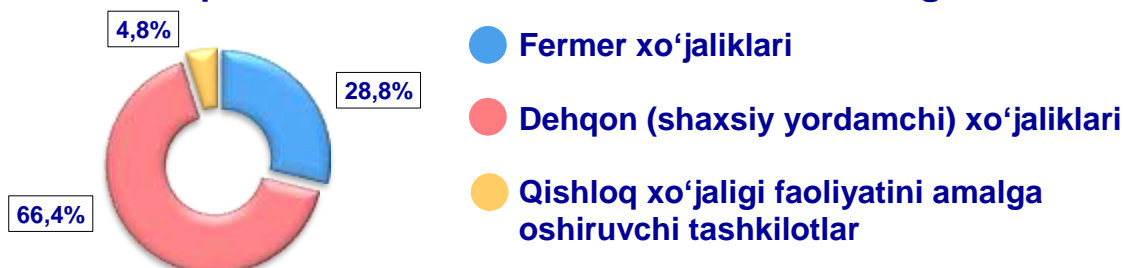 4,8%
28,8%
66,4%
Fermer xo‘jaliklari
Dehqon (shaxsiy yordamchi) xo‘jaliklari
Qishloq xo‘jaligi faoliyatini amalga
oshiruvchi tashkilotlar